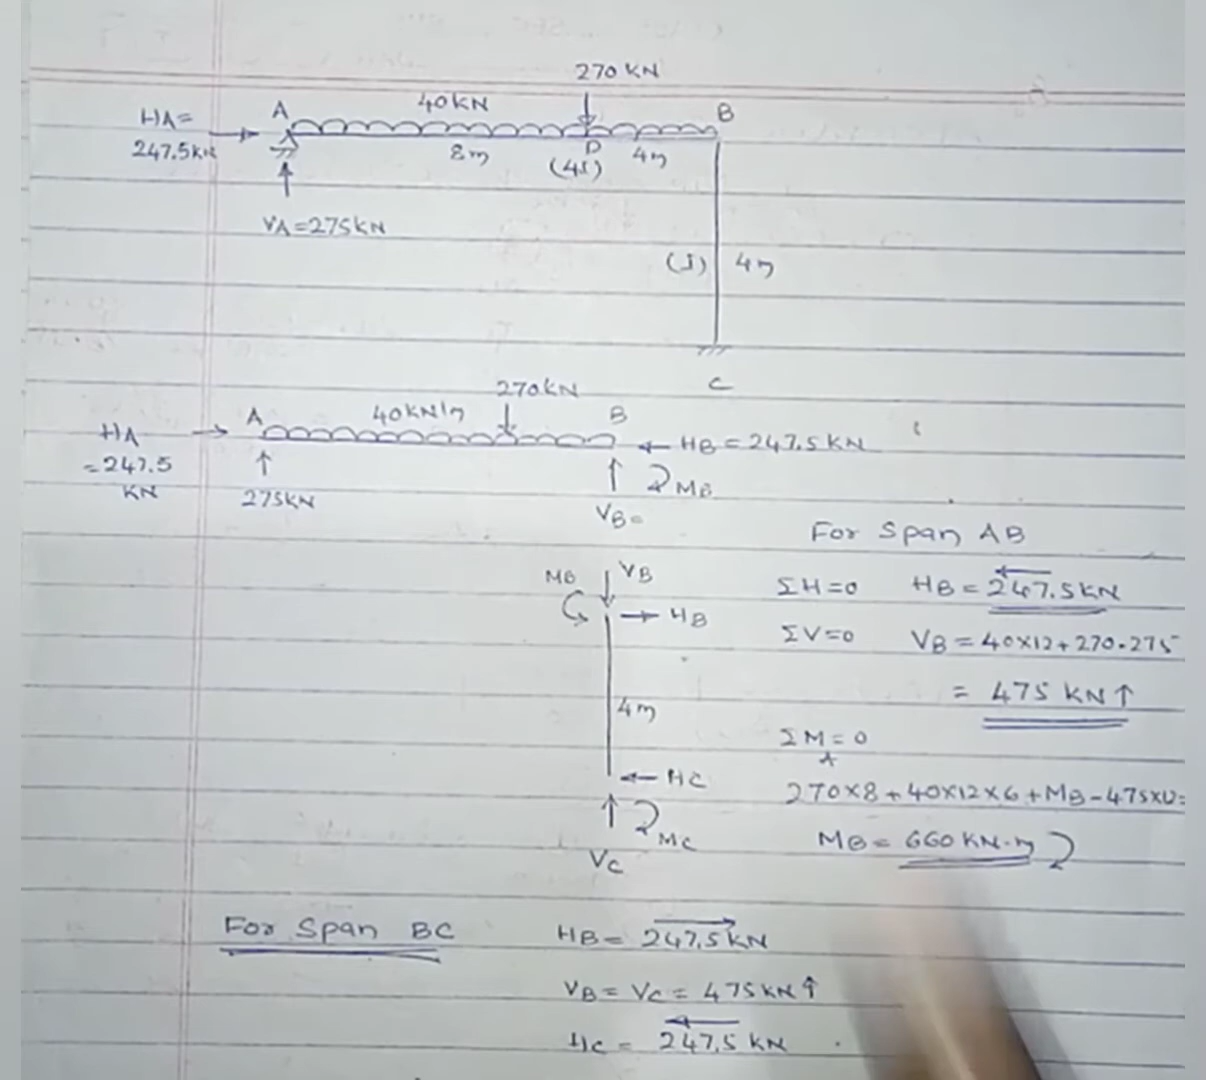 270 KN
A 40KN B
HA=
247.5KN
8m D 4m
(4I)
VA=275KN
(I) 4m
C
270KN
A 40KN/m B
HA
=247.5
KN
HB = 247.5 KN
275KN
MB
VB=
For Span AB
MB VB
HB
ΣH=0 HB = 247.5KN
ΣV=0 VB = 40×12+270-275
= 475 KN↑
4m
ΣM=0
A
HC
270×8+40×12×6+MB-475×12=
MC
VC
MB = 660 KN-m
For Span BC
HB= 247.5KN
VB = VC = 475KN↑
HC = 247.5 KN